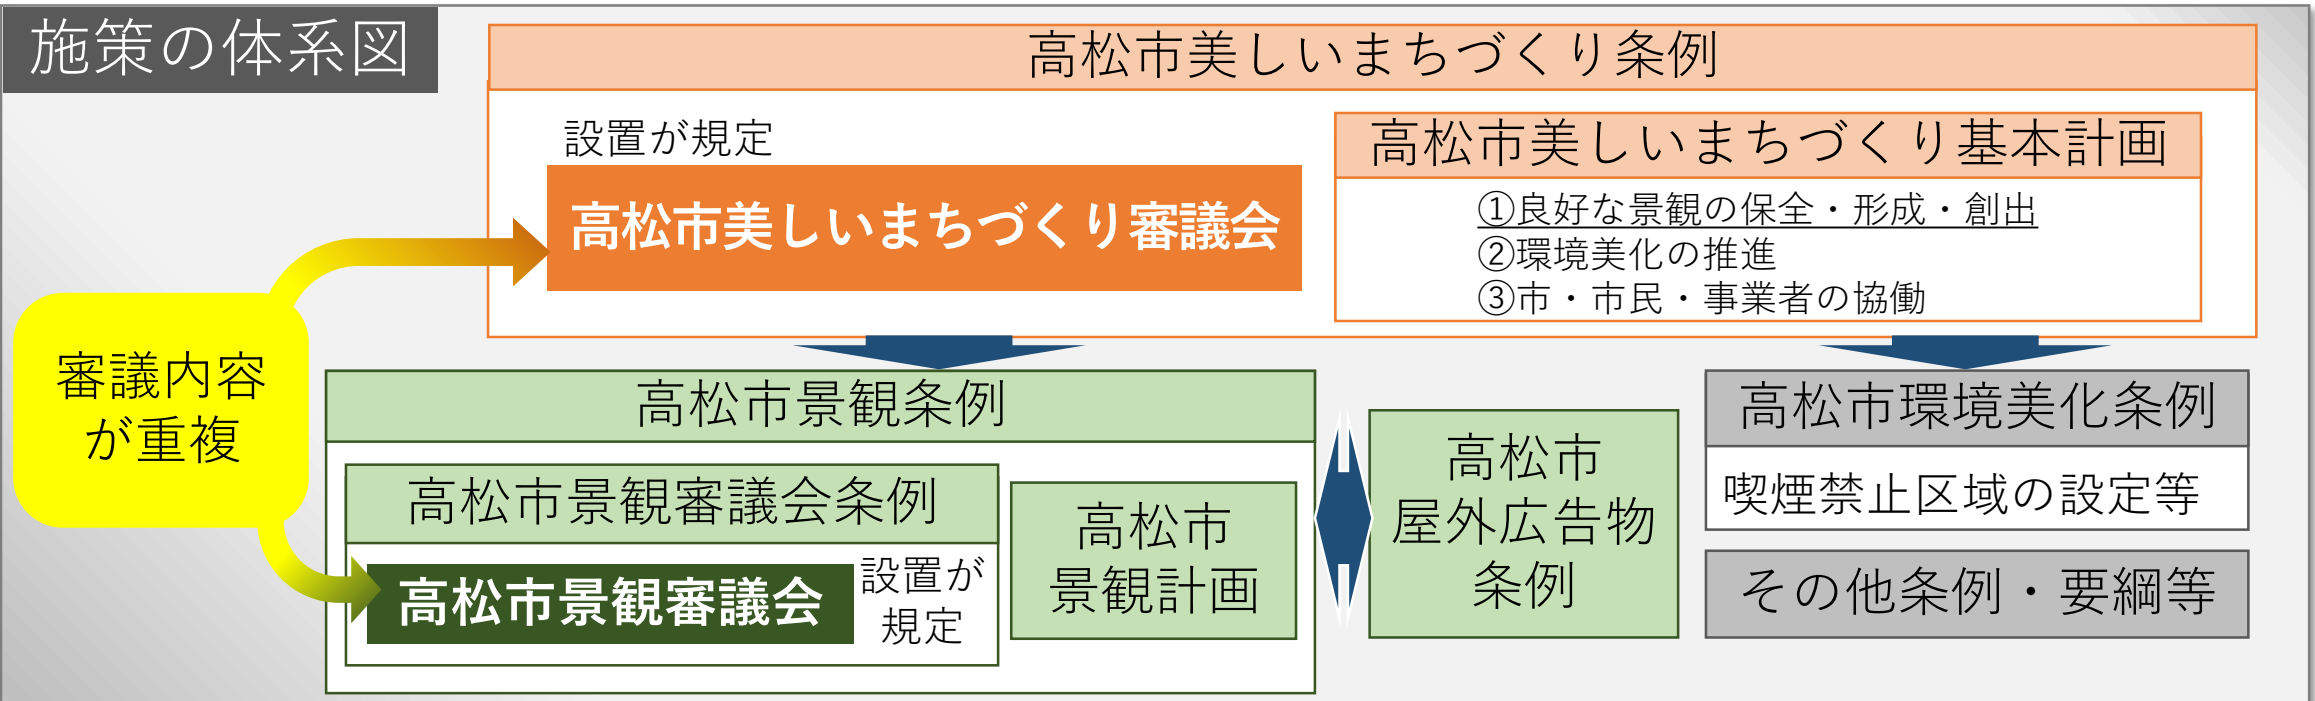 施策の体系図
高松市美しいまちづくり条例
設置が規定
高松市美しいまちづくり審議会
高松市美しいまちづくり基本計画
①良好な景観の保全・形成・創出
②環境美化の推進
③市・市民・事業者の協働
審議内容
が重複
高松市景観条例
高松市景観審議会条例
高松市景観審議会
設置が
規定
高松市
景観計画
高松市
屋外広告物
条例
高松市環境美化条例
喫煙禁止区域の設定等
その他条例・要綱等